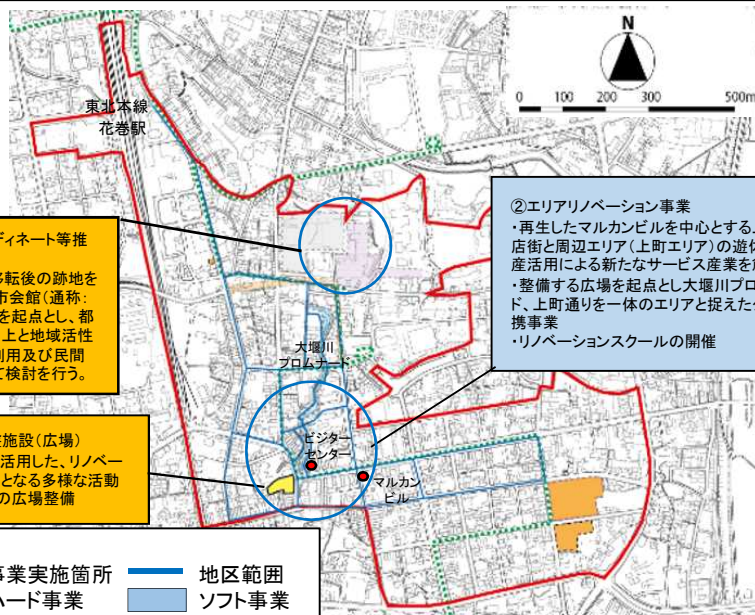 N
0 100 200 300 500m
東北本線
花巻駅
ディネート等推
移転後の跡地を
市会館(通称:
を起点とし、都
上と地域活性
利用及び民間
て検討を行う。
②エリアリノベーション事業
・再生したマルカンビルを中心とする
店街と周辺エリア(上町エリア)の遊休
産活用による新たなサービス産業を
・整備する広場を起点とし大堰川プロ
ド、上町通りを一体のエリアと捉えた
携事業
・リノベーションスクールの開催
大堰川
プロムナード
ビジター
センター
マルカン
ビル
施設(広場)
活用した、リノベー
となる多様な活動
の広場整備
事業実施箇所 地区範囲
ハード事業 ソフト事業